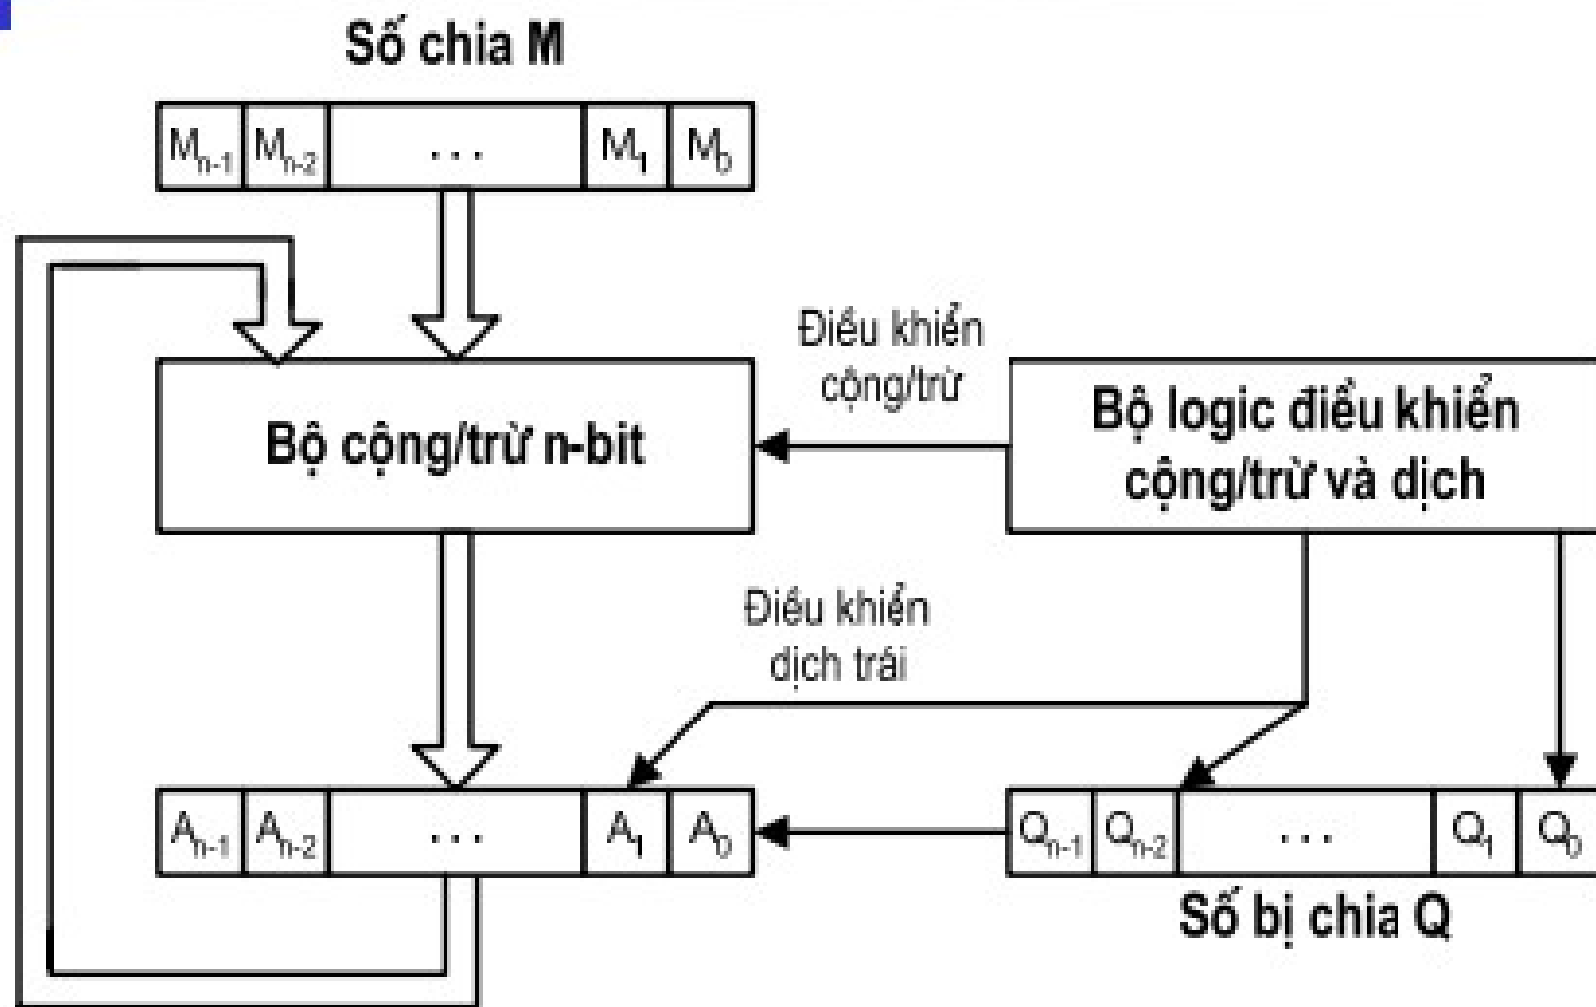 Số chia M
Mn-1 Mn-2 ... M1 M0
Điều khiển
cộng/trừ
Bộ cộng/trừ n-bit
Bộ logic điều khiển
cộng/trừ và dịch
Điều khiển
dịch trái
An-1 An-2 ... A1 A0
Qn-1 Qn-2 ... Q1 Q0
Số bị chia Q